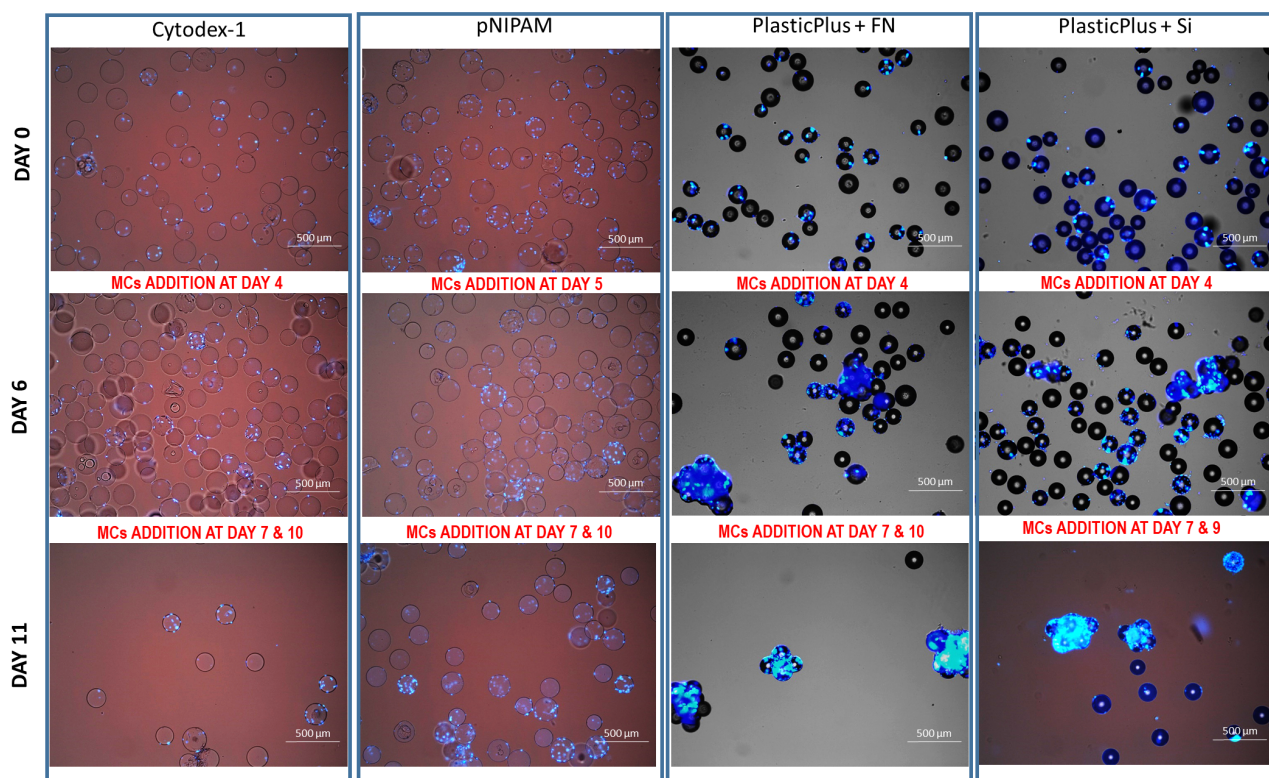 Cytodex-1
pNIPAM
PlasticPlus + FN
PlasticPlus + Si
DAY 0
500 µm
500 µm
500 µm
500 µm
MCs ADDITION AT DAY 4
MCs ADDITION AT DAY 5
MCs ADDITION AT DAY 4
MCs ADDITION AT DAY 4
DAY 6
500 µm
500 µm
500 µm
500 µm
MCs ADDITION AT DAY 7 & 10
MCs ADDITION AT DAY 7 & 10
MCs ADDITION AT DAY 7 & 10
MCs ADDITION AT DAY 7 & 9
DAY 11
500 µm
500 µm
500 µm
500 µm